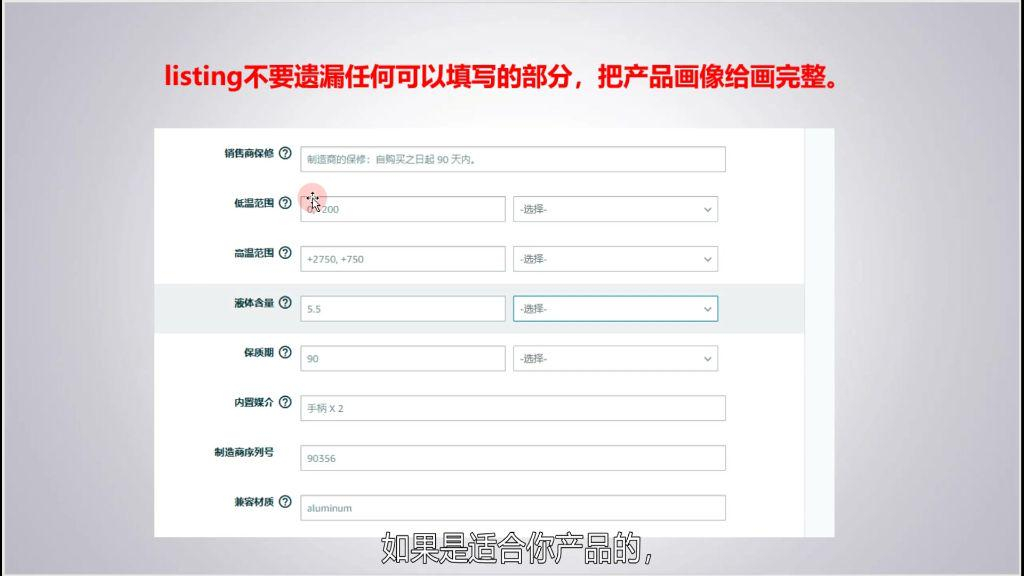 listing不要遗漏任何可以填写的部分，把产品画像给画完整。
销售商保修 ? 制造商的保修：自购买之日起 90 天内。
低温范围 ? 200 -选择-
高温范围 ? +2750, +750 -选择-
液体含量 ? 5.5 -选择-
保质期 ? 90 -选择-
内置媒介 ? 手柄 X 2
制造商序列号 90356
兼容材质 ? aluminum
如果是适合你产品的，